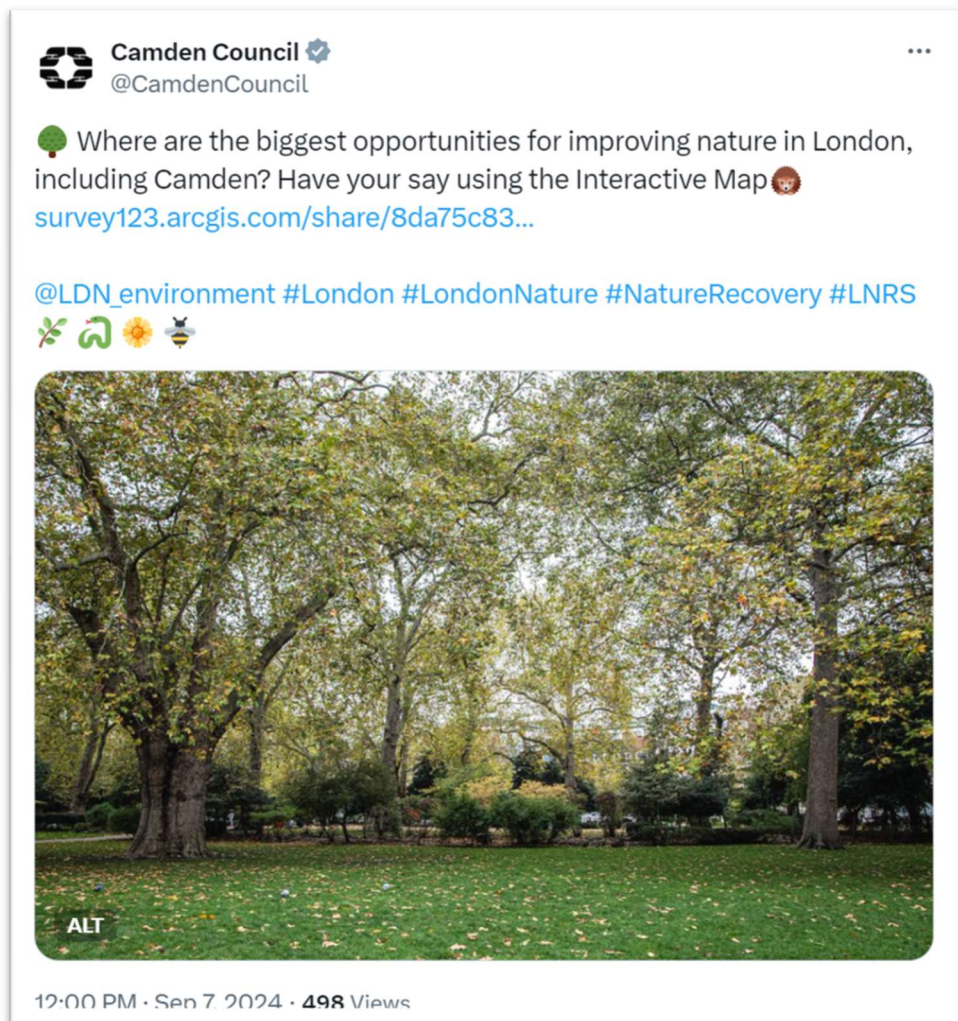 Camden Council
@CamdenCouncil
🌳 Where are the biggest opportunities for improving nature in London,
including Camden? Have your say using the Interactive Map🦔
survey123.arcgis.com/share/8da75c83...
@LDN_environment #London #LondonNature #NatureRecovery #LNRS
🌿 🐍 🌼 🐝
ALT
12:00 PM · Sep 7, 2024 · 498 Views